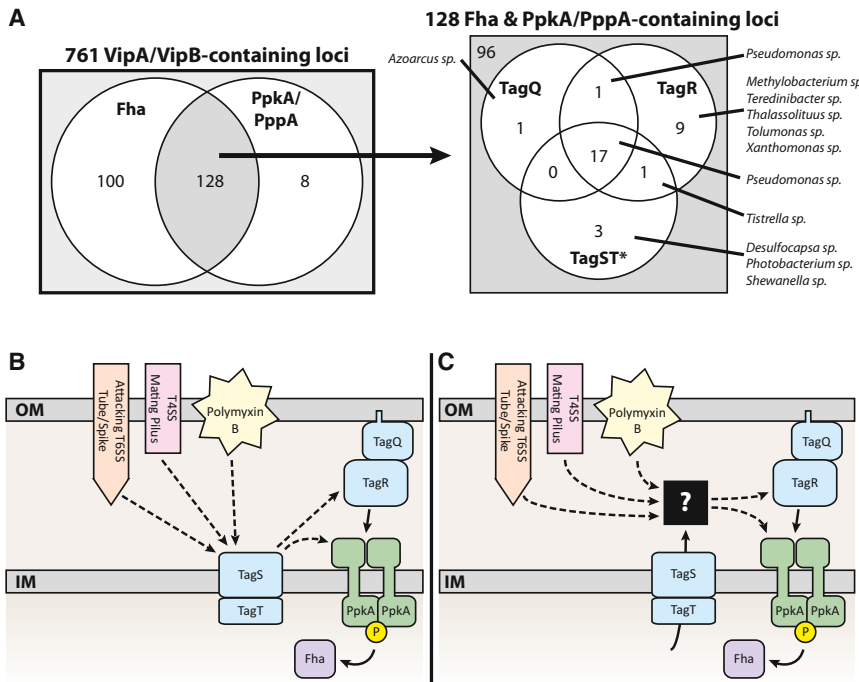 A
761 VipA/VipB-containing loci
Fha
PpkA/
PppA
100
128
8
128 Fha & PpkA/PppA-containing loci
96
TagQ
TagR
TagST*
1
1
9
17
0
1
3
Azoarcus sp.
Pseudomonas sp.
Methylobacterium sp
Teredinibacter sp.
Thalassolituus sp.
Tolumonas sp.
Xanthomonas sp.
Pseudomonas sp.
Tistrella sp.
Desulfocapsa sp.
Photobacterium sp.
Shewanella sp.
B
OM
Attacking T6SS
Tube/Spike
T4SS
Mating Pilus
Polymyxin
B
TagQ
TagR
IM
TagS
TagT
PpkA
PpkA
P
Fha
C
OM
Attacking T6SS
Tube/Spike
T4SS
Mating Pilus
Polymyxin
B
TagQ
TagR
?
IM
TagS
TagT
PpkA
PpkA
P
Fha